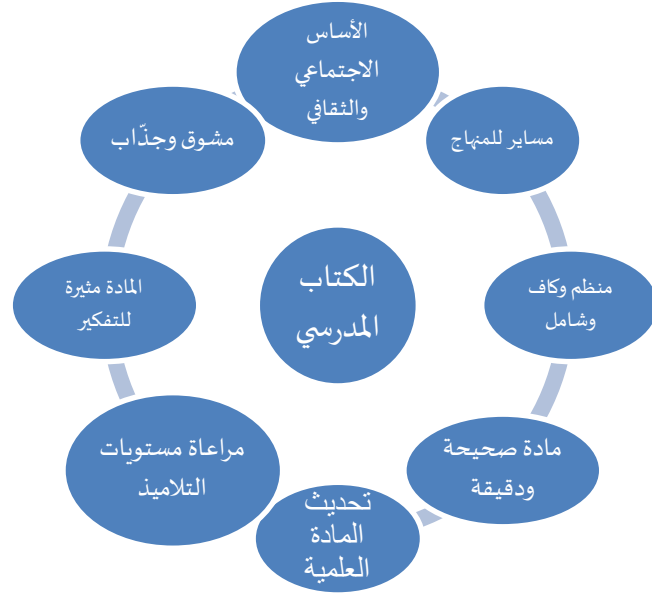 الأساس
الاجتماعي
والثقافي
مساير للمنهاج
منظم وكاف
وشامل
مادة صحيحة
ودقيقة
تحديث
المادة
العلمية
مراعاة مستويات
التلاميذ
المادة مثيرة
للتفكير
مشوق وجذّاب
الكتاب
المدرسي